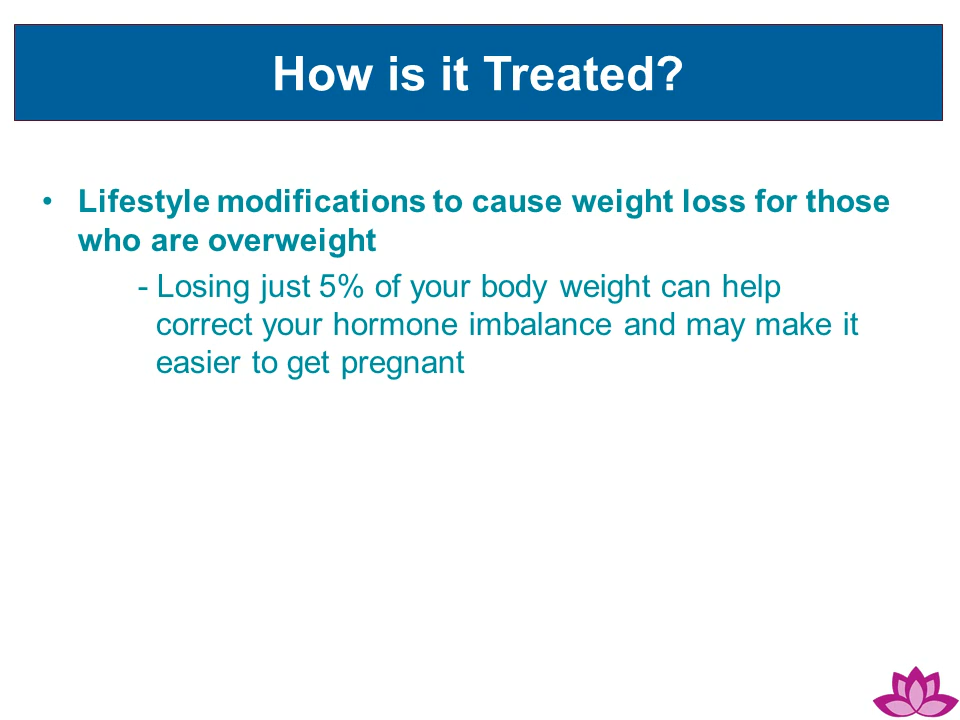 How is it Treated?
• Lifestyle modifications to cause weight loss for those
who are overweight
- Losing just 5% of your body weight can help
correct your hormone imbalance and may make it
easier to get pregnant